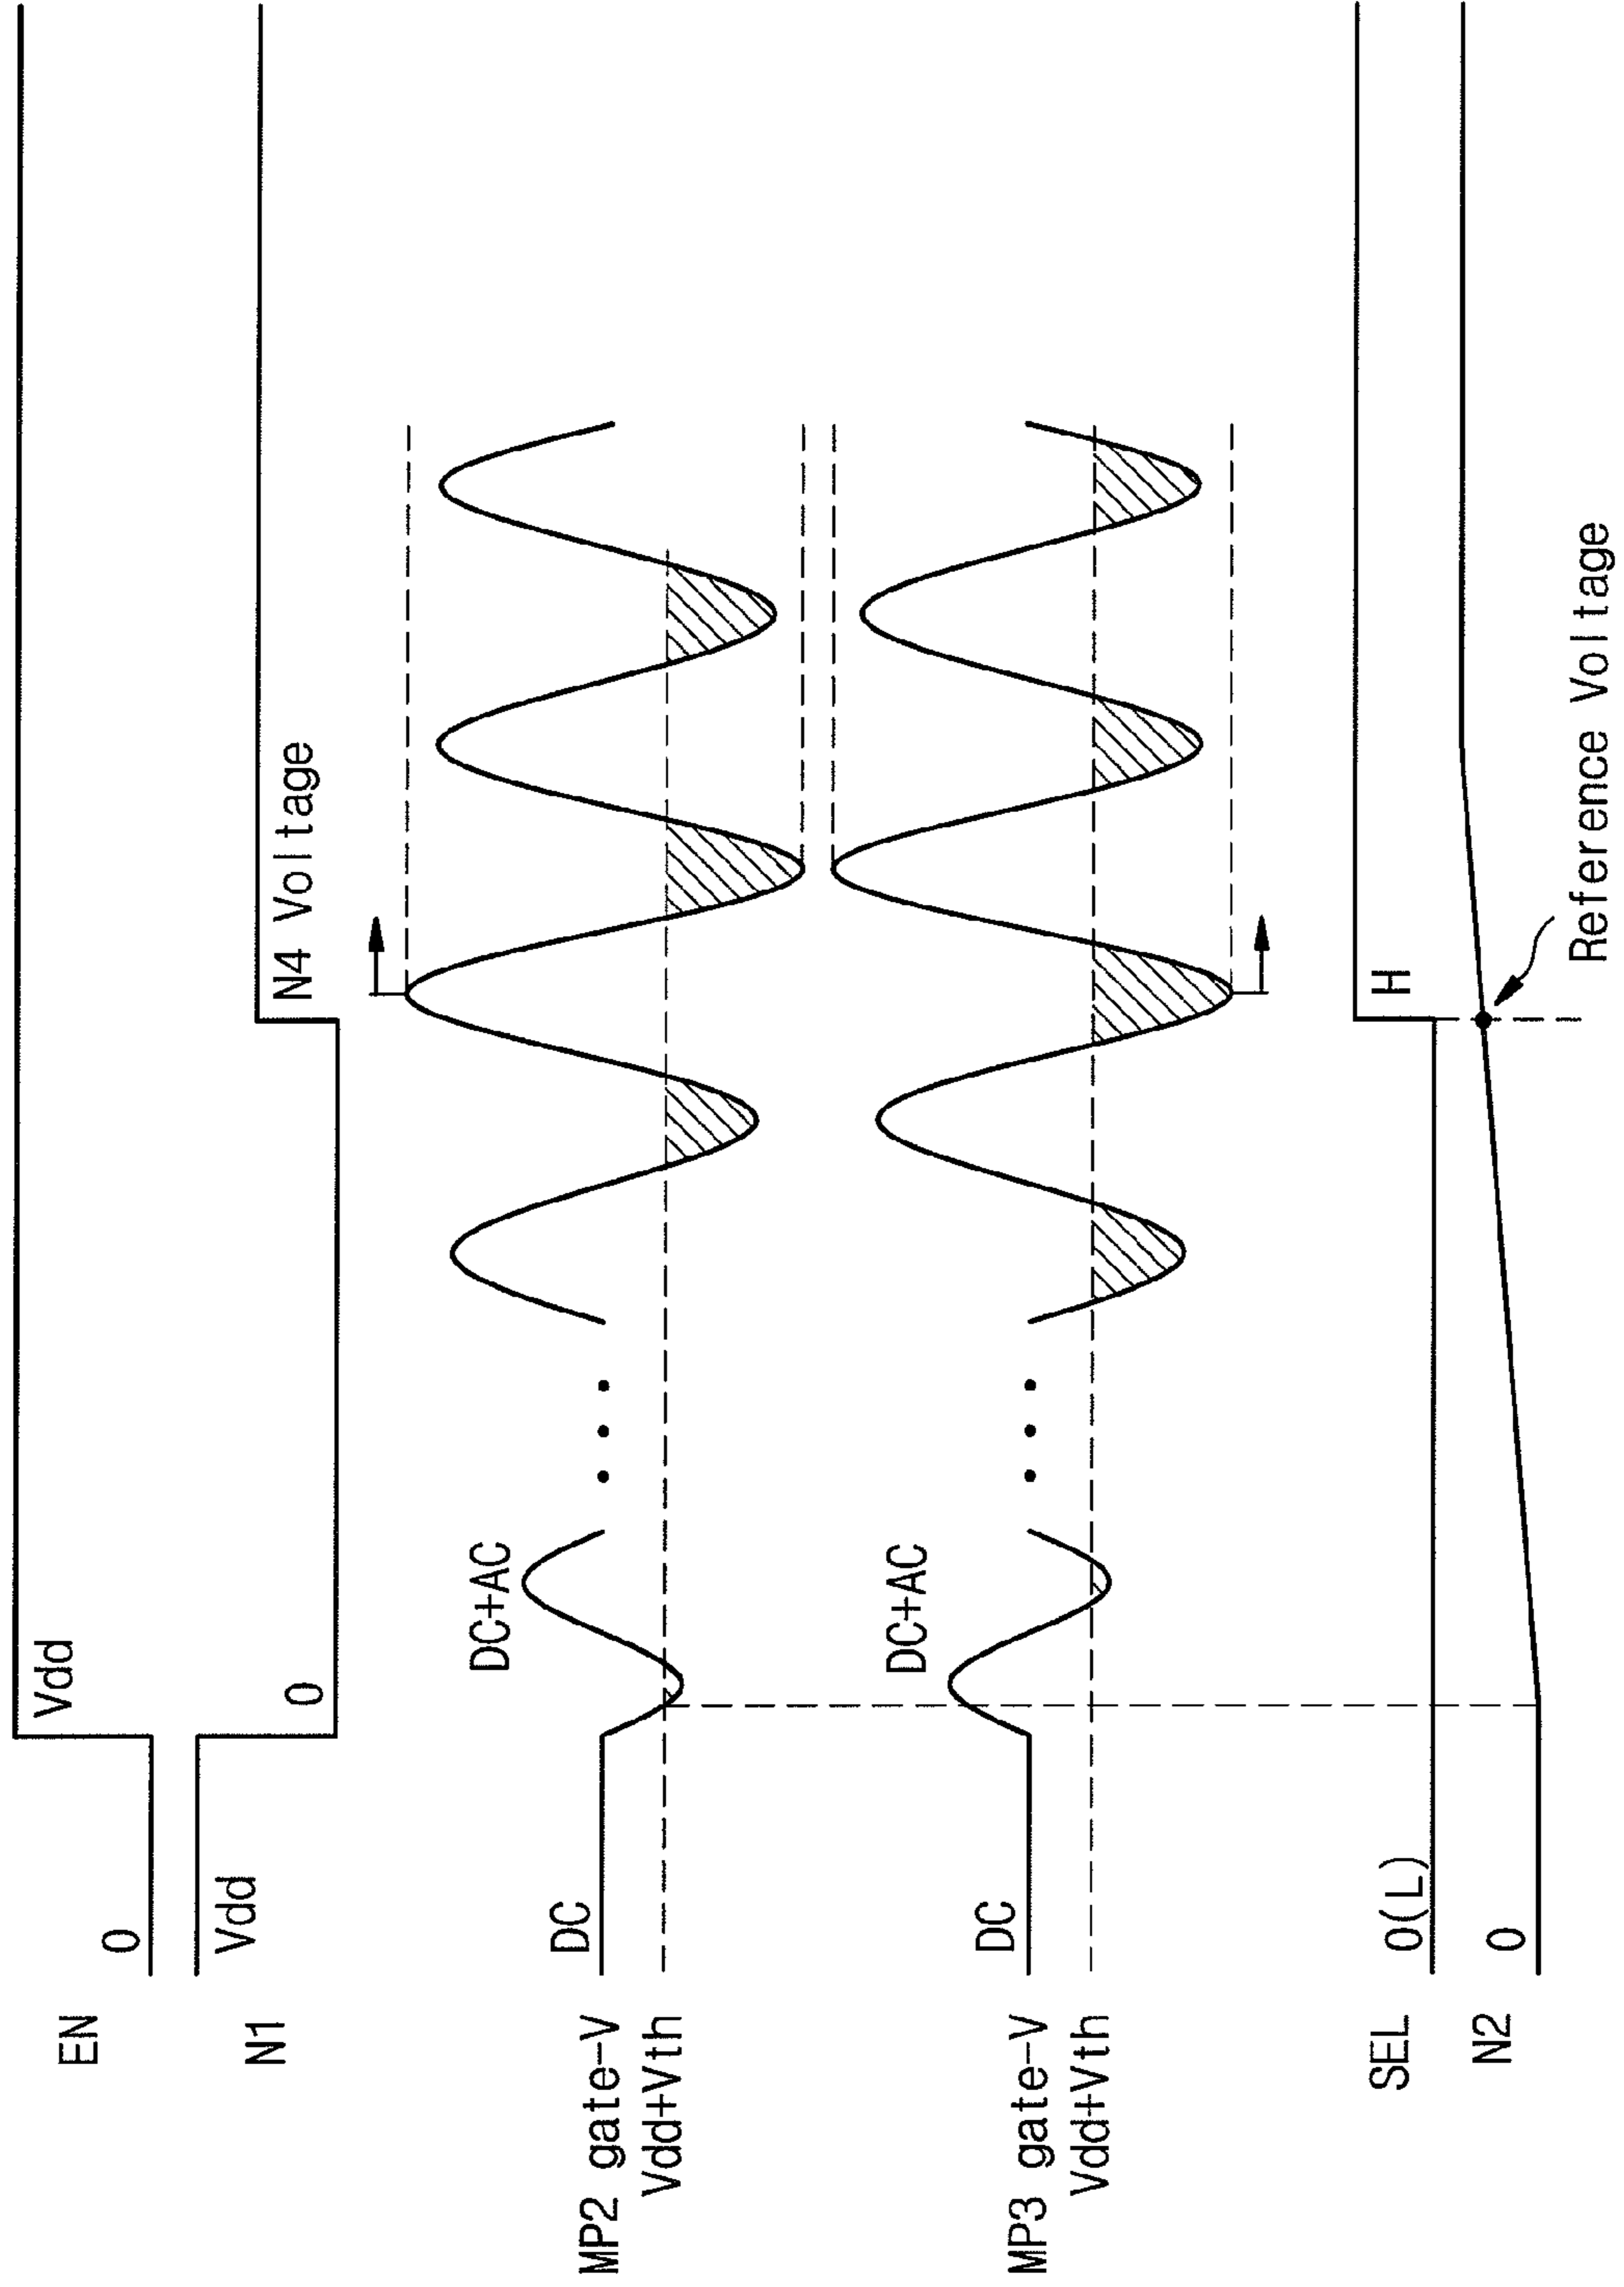 EN
0
Vdd
N1
Vdd
0
N4 Voltage
MP2 gate-V
Vdd+Vth
DC
DC+AC
MP3 gate-V
Vdd+Vth
DC
DC+AC
SEL
0(L)
H
N2
0
Reference Voltage